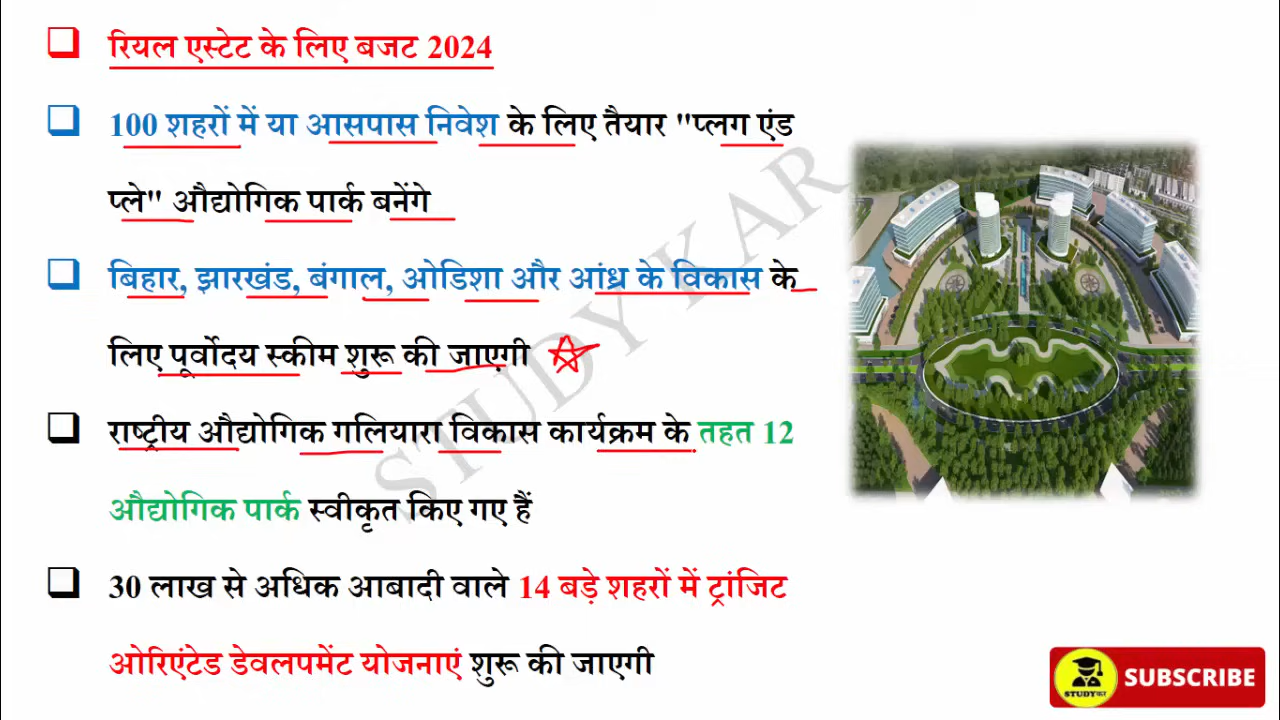 रियल एस्टेट के लिए बजट 2024
100 शहरों में या आसपास निवेश के लिए तैयार "प्लग एंड
प्ले" औद्योगिक पार्क बनेंगे
बिहार, झारखंड, बंगाल, ओडिशा और आंध्र के विकास के
लिए पूर्वोदय स्कीम शुरू की जाएगी
राष्ट्रीय औद्योगिक गलियारा विकास कार्यक्रम के तहत 12
औद्योगिक पार्क स्वीकृत किए गए हैं
30 लाख से अधिक आबादी वाले 14 बड़े शहरों में ट्रांजिट
ओरिएंटेड डेवलपमेंट योजनाएं शुरू की जाएगी
STUDY KAR
STUDYकर
SUBSCRIBE